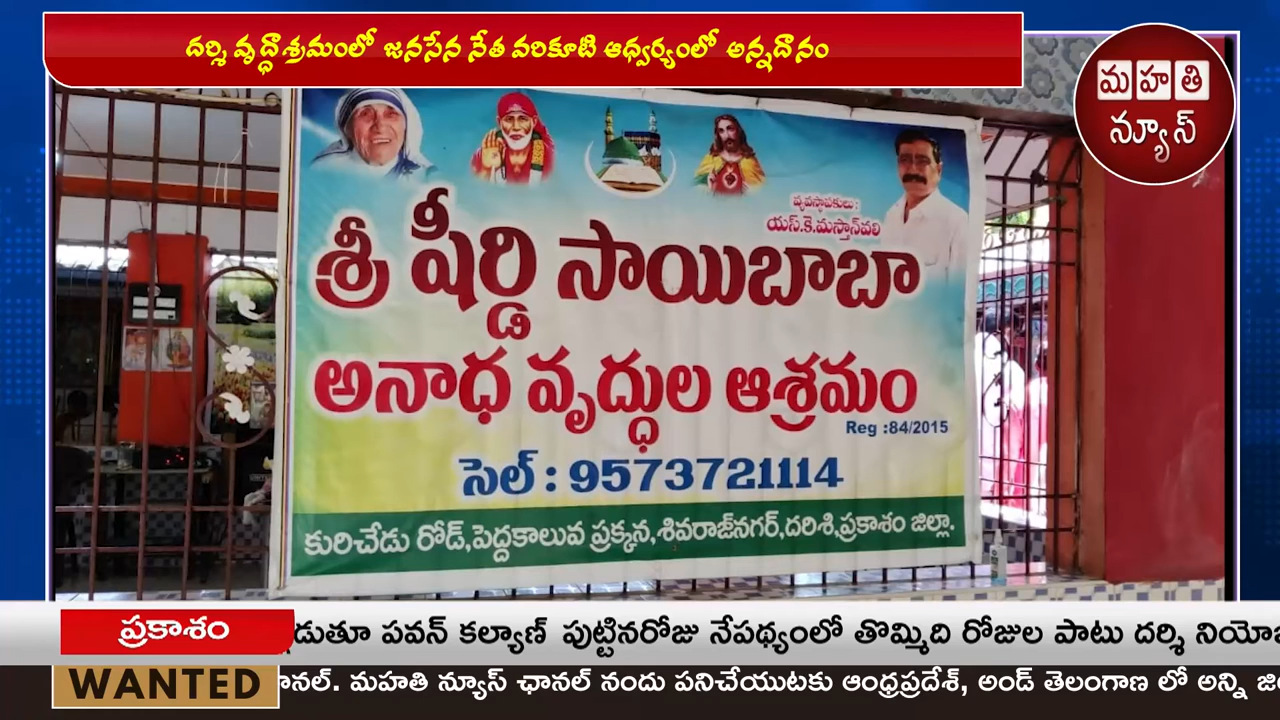 దర్శి వృద్ధాశ్రమంలో జనసేన నేత వరికూటి ఆధ్వర్యంలో అన్నదానం
మహతి
న్యూస్
వ్యవస్థాపకులు :
యస్.కె.మస్తాన్‌వలి
శ్రీ షిర్డి సాయిబాబా
అనాధ వృద్ధుల ఆశ్రమం
Reg :84/2015
సెల్ : 9573721114
కురిచేడు రోడ్,పెద్దకాలువ ప్రక్కన,శివరాజ్‌నగర్,దరిశి,ప్రకాశం జిల్లా.
ప్రకాశం
పవన్ కల్యాణ్ పుట్టినరోజు నేపథ్యంలో తొమ్మిది రోజుల పాటు దర్శి
WANTED
మహతి న్యూస్ ఛానల్ నందు పనిచేయుటకు ఆంధ్రప్రదేశ్, అండ్ తెలంగాణ లో అన్ని